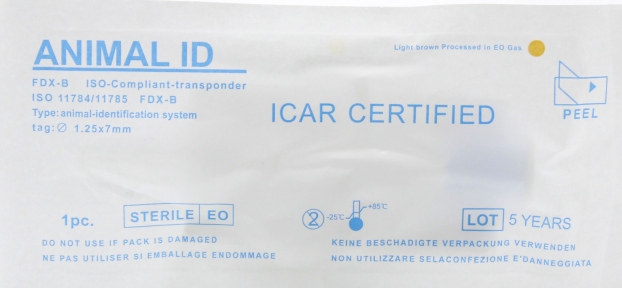 ANIMAL ID
Light brown Processed in EO Gas
FDX-B ISO-Compliant-transponder
ISO 11784/11785 FDX-B
Type:animal-identification system
tag:∅ 1.25x7mm
PEEL
ICAR CERTIFIED
1pc.
STERILE EO
2
-25℃
+85℃
LOT 5 YEARS
DO NOT USE IF PACK IS DAMAGED
NE PAS UTILISER SI EMBALLAGE ENDOMMAGE
KEINE BESCHADIGTE VERPACKUNG VERWENDEN
NON UTILIZZARE SELACONFEZIONE E'DANNEGGIATA